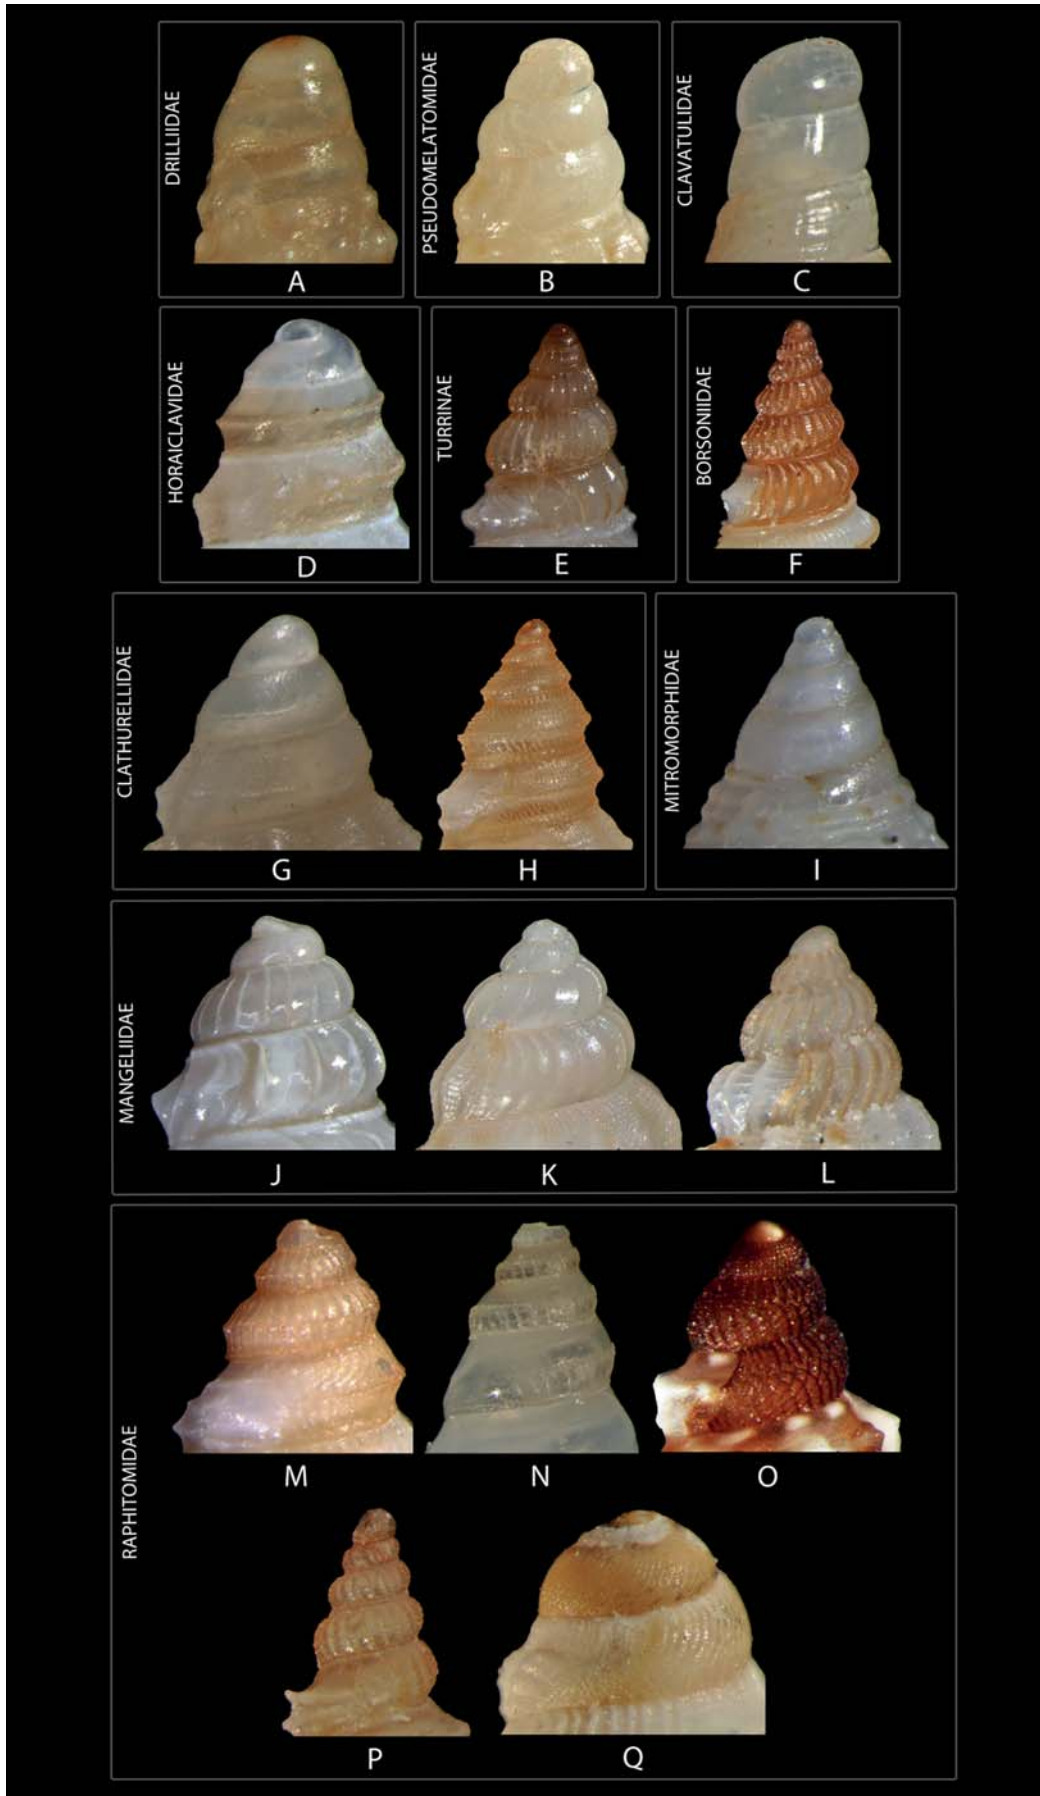 DRILLIIDAE
A
PSEUDOMELATOMIDAE
B
CLAVATULIDAE
C
HORAICLAVIDAE
D
TURRINAE
E
BORSONIIDAE
F
CLATHURELLIDAE
G
H
MITROMORPHIDAE
I
MANGELIIDAE
J
K
L
RAPHITOMIDAE
M
N
O
P
Q